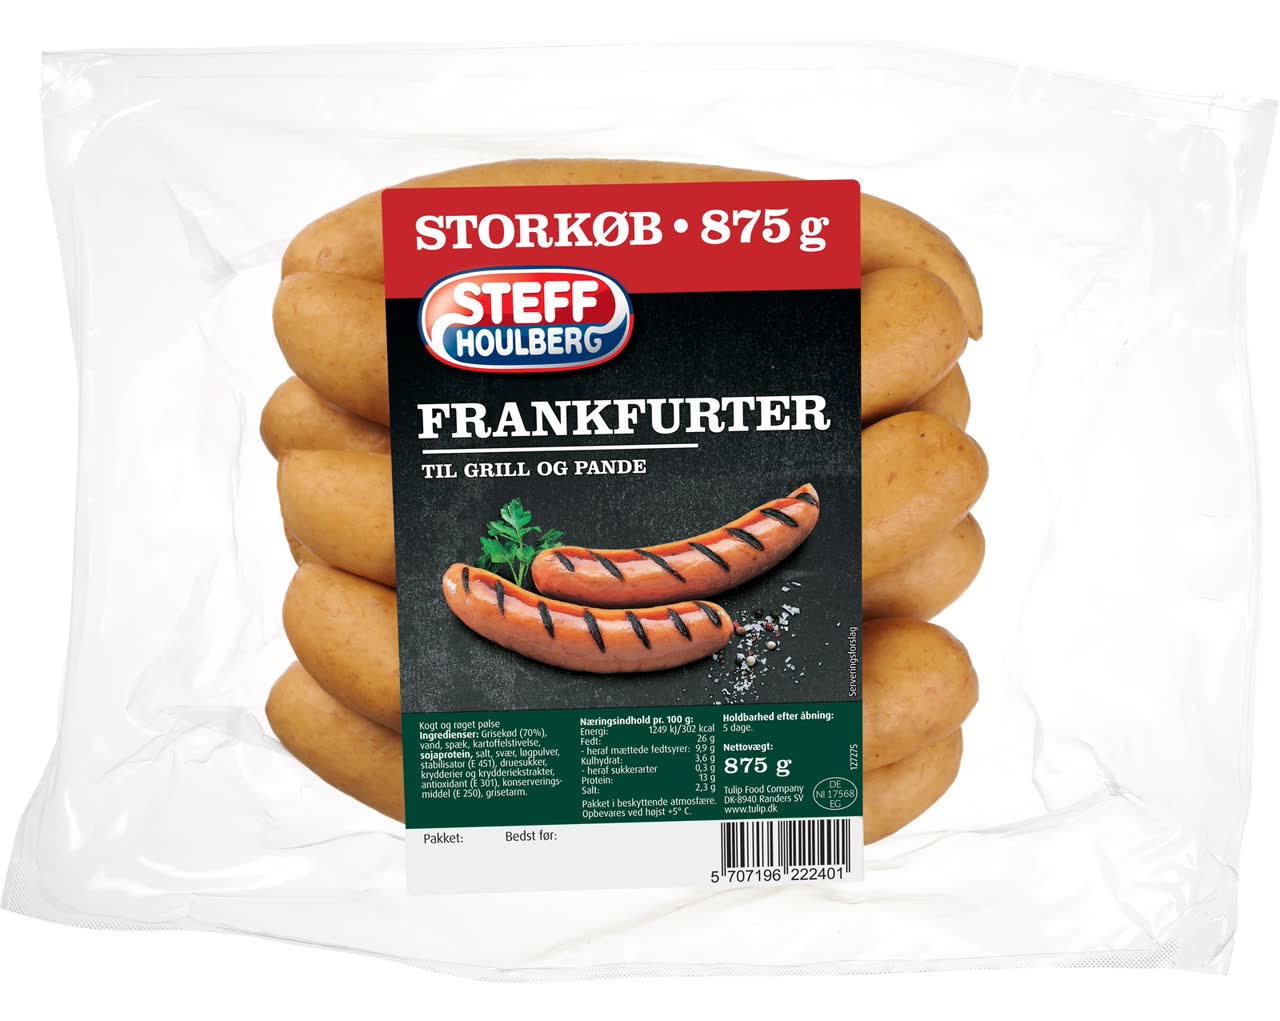 STORKØB • 875 g
STEFF
HOULBERG
FRANKFURTER
TIL GRILL OG PANDE
Serveringsforslag
Kogt og røget pølse
Ingredienser: Grisekød (70%),
vand, spæk, kartoffelstivelse,
sojaprotein, salt, svær, løgpulver,
stabilisator (E 451), druesukker,
krydderier og krydderiekstrakter,
antioxidant (E 301), konserverings-
middel (E 250), grisetarm.
Næringsindhold pr. 100 g:
Energi: 1249 kJ/302 kcal
Fedt: 26 g
- heraf mættede fedtsyrer: 9,9 g
Kulhydrat: 3,6 g
- heraf sukkerarter 0,3 g
Protein: 13 g
Salt: 2,3 g
Pakket i beskyttende atmosfære.
Opbevares ved højst +5° C.
Holdbarhed efter åbning:
5 dage.
Nettovægt:
875 g
Tulip Food Company
DK-8940 Randers SV
www.tulip.dk
127275
DE
NI 17568
EG
Pakket: Bedst før:
5 707196 222401